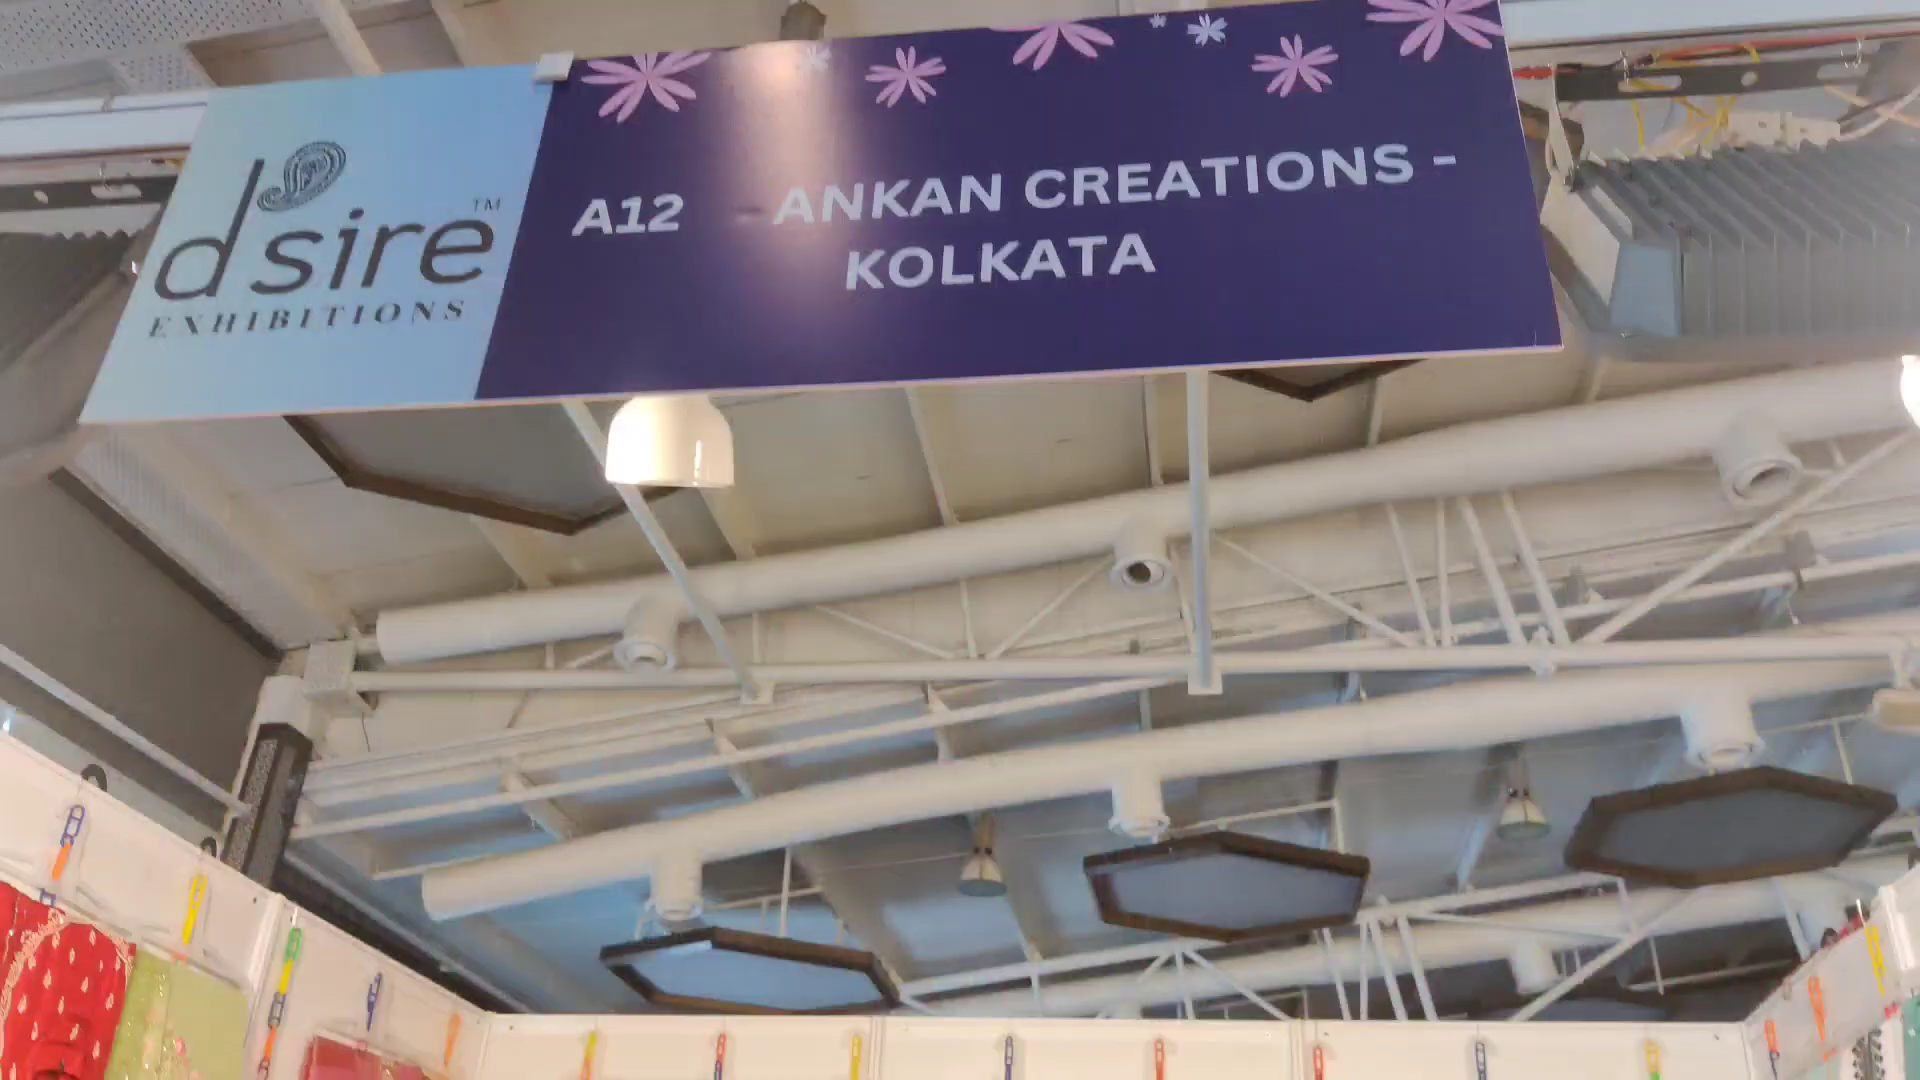 d'sire™
EXHIBITIONS
A12 - ANKAN CREATIONS -
KOLKATA